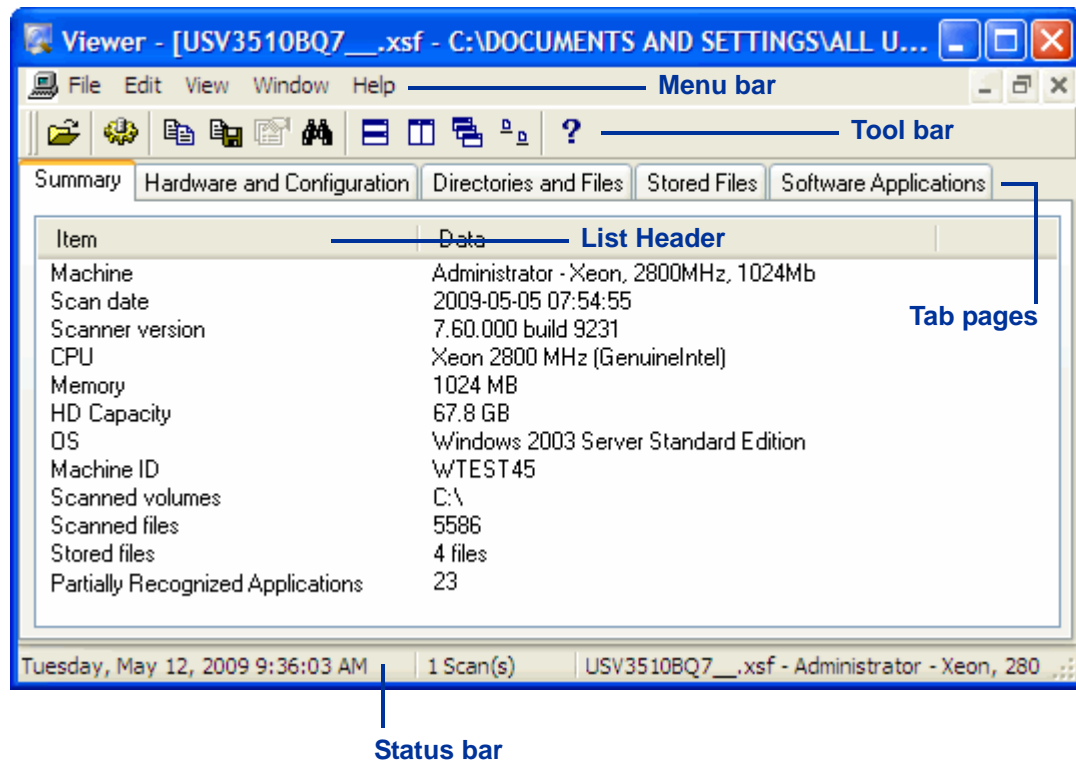 Viewer - [USV3510BQ7__.xsf - C:\DOCUMENTS AND SETTINGS\ALL U...
File Edit View Window Help Menu bar
? Tool bar
Summary Hardware and Configuration Directories and Files Stored Files Software Applications
Item Data List Header
Machine Administrator - Xeon, 2800MHz, 1024Mb
Scan date 2009-05-05 07:54:55
Tab pages
Scanner version 7.60.000 build 9231
CPU Xeon 2800 MHz (GenuineIntel)
Memory 1024 MB
HD Capacity 67.8 GB
OS Windows 2003 Server Standard Edition
Machine ID WTEST45
Scanned volumes C:\
Scanned files 5586
Stored files 4 files
Partially Recognized Applications 23
Tuesday, May 12, 2009 9:36:03 AM 1 Scan(s) USV3510BQ7__.xsf - Administrator - Xeon, 280
Status bar